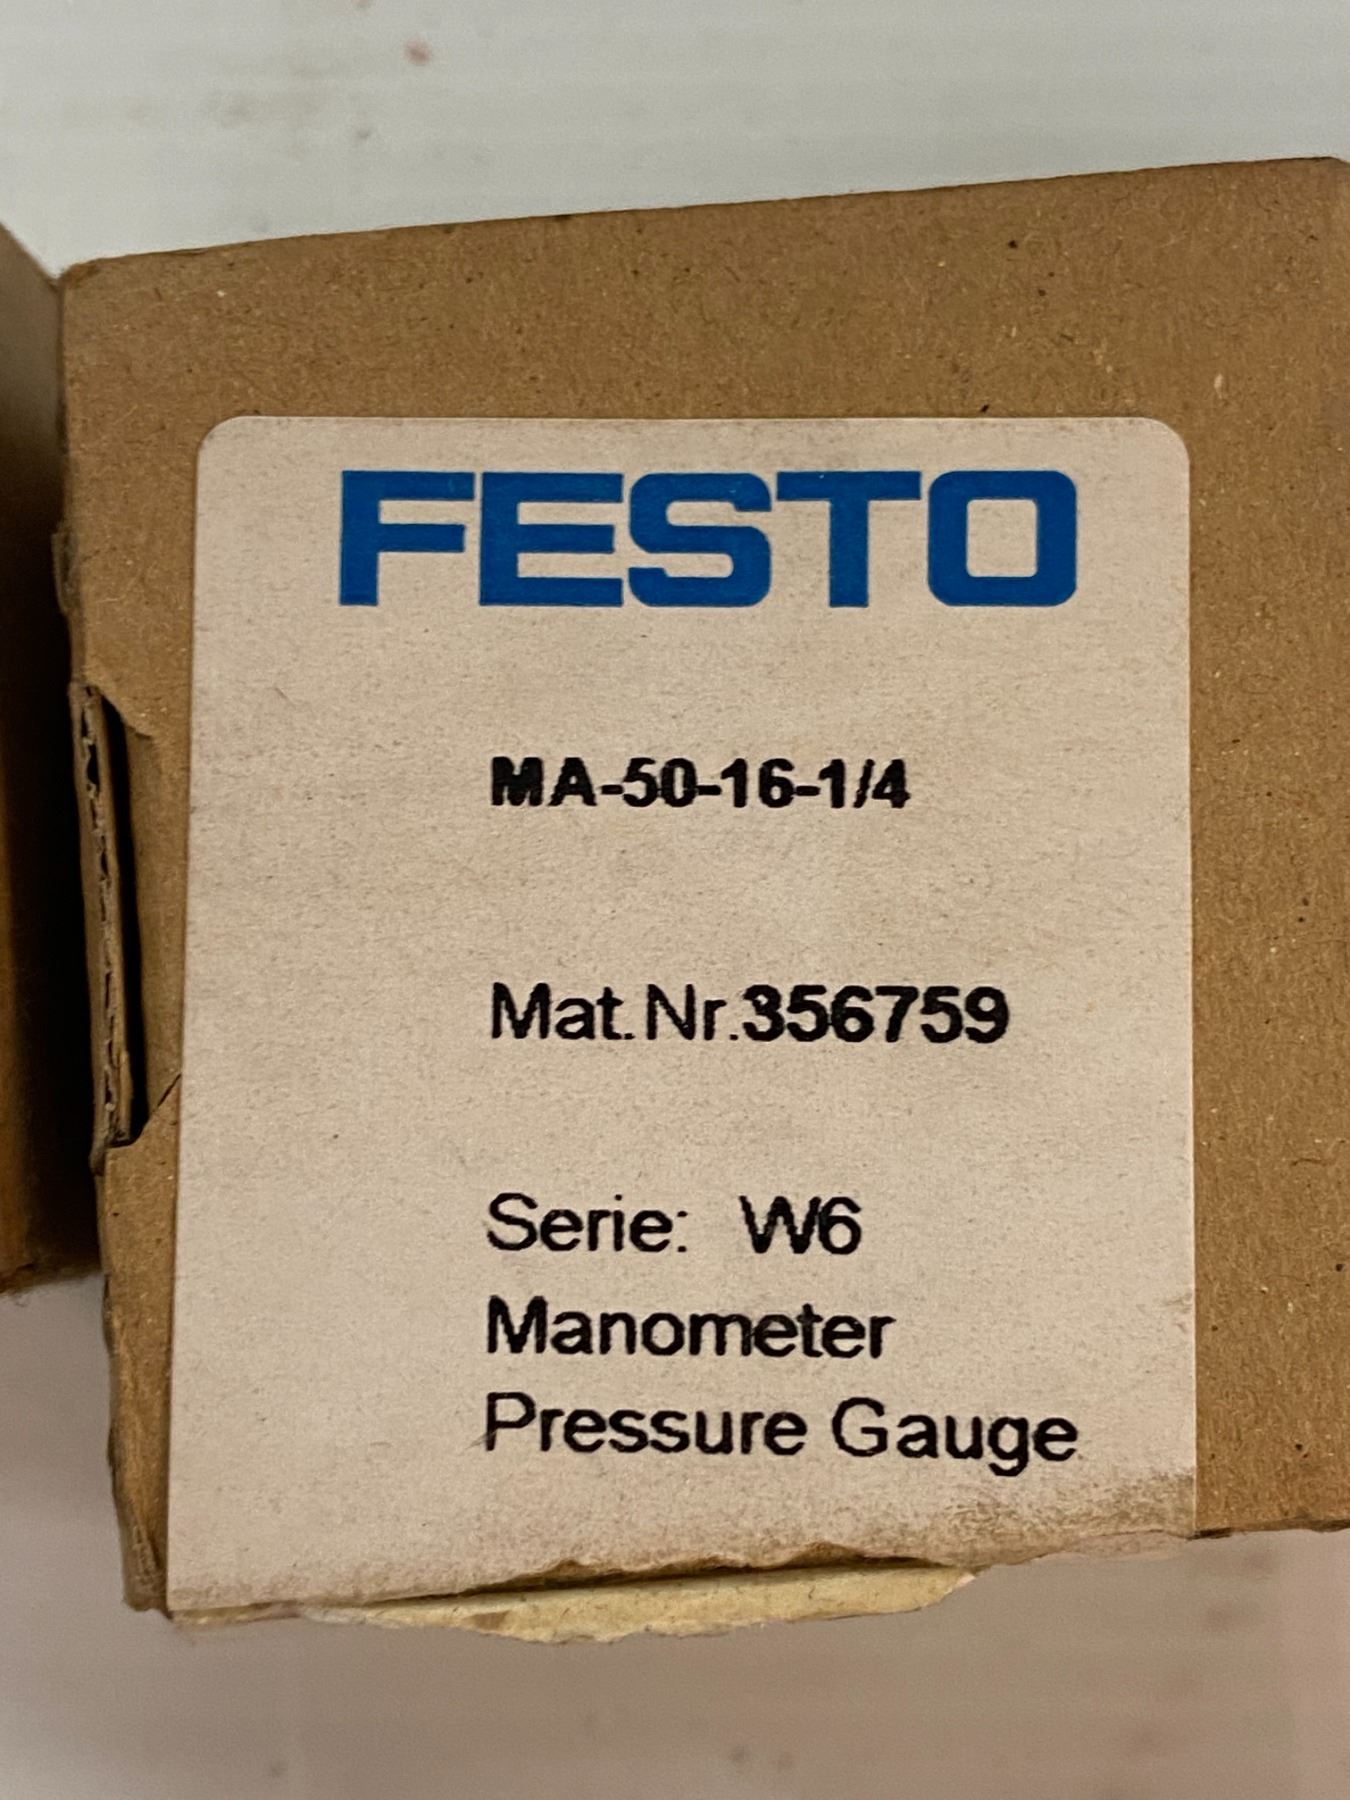 FESTO
MA-50-16-1/4
Mat.Nr.356759
Serie: W6
Manometer
Pressure Gauge